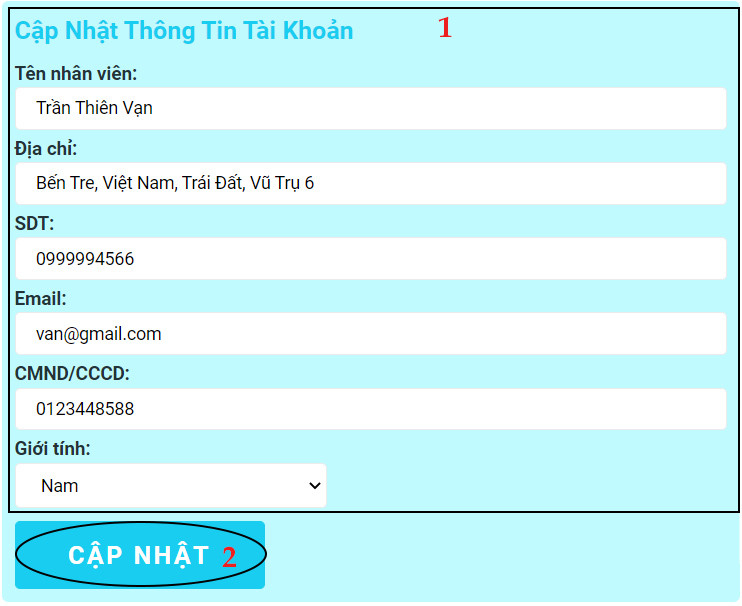 Cập Nhật Thông Tin Tài Khoản 1
Tên nhân viên:
Trần Thiên Vạn
Địa chỉ:
Bến Tre, Việt Nam, Trái Đất, Vũ Trụ 6
SDT:
0999994566
Email:
van@gmail.com
CMND/CCCD:
0123448588
Giới tính:
Nam
CẬP NHẬT 2